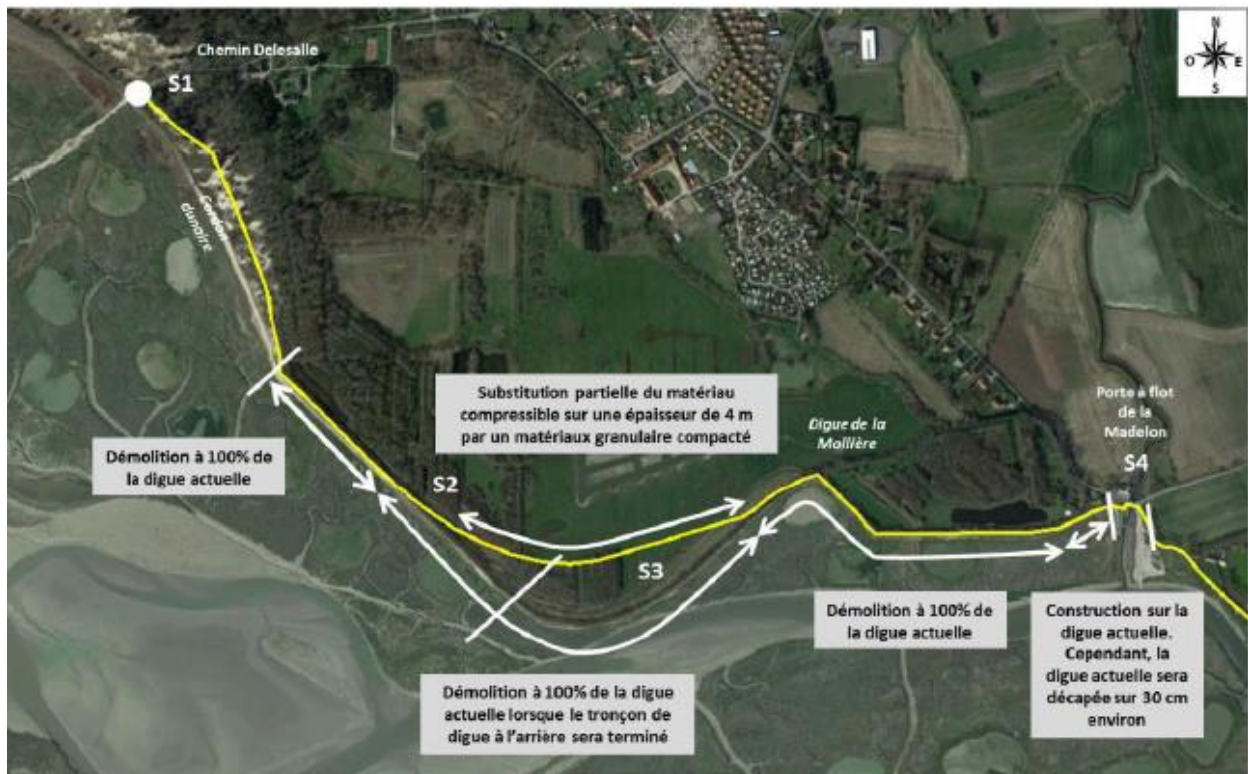 Chemin Delesalle
N
O
E
S
S1
Cordon
dunaire
Substitution partielle du matériau
compressible sur une épaisseur de 4 m
par un matériaux granulaire compacté
Digue de la
Mollière
Porte à flot
de la
Madelon
S4
Démolition à 100% de
la digue actuelle
S2
S3
Démolition à 100% de
la digue actuelle
Construction sur la
digue actuelle.
Cependant, la
digue actuelle sera
décapée sur 30 cm
environ
Démolition à 100% de la digue
actuelle lorsque le tronçon de
digue à l'arrière sera terminé